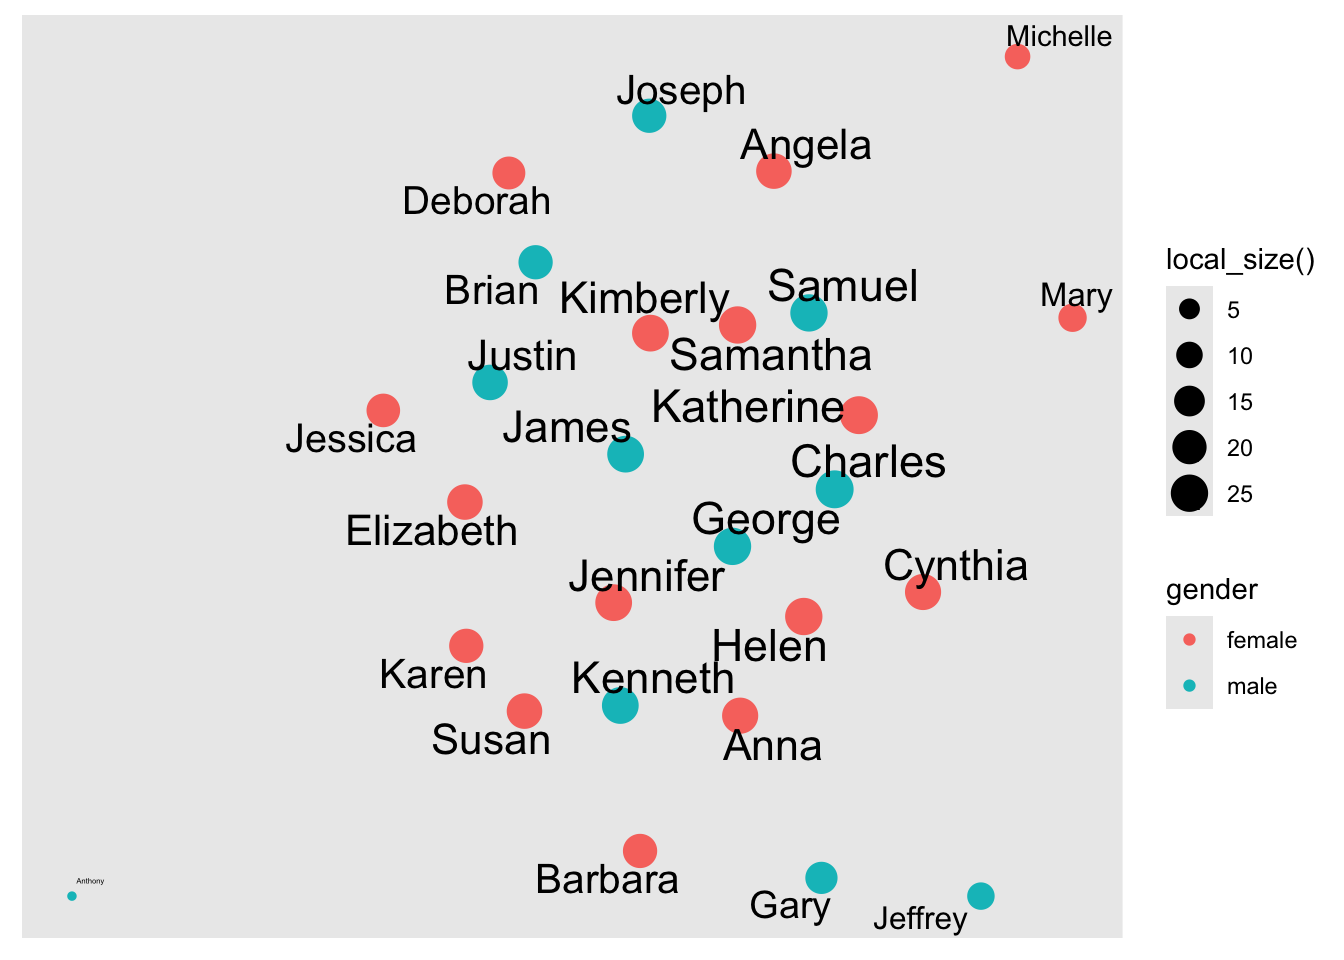 Michelle
Joseph
Angela
Deborah
Brian
Kimberly
Samuel
Mary
Justin
Samantha
Katherine
James
Jessica
Charles
Elizabeth
George
Jennifer
Cynthia
Helen
Karen
Kenneth
Susan
Anna
Barbara
Anthony
Gary
Jeffrey
local_size()
5
10
15
20
25
gender
female
male